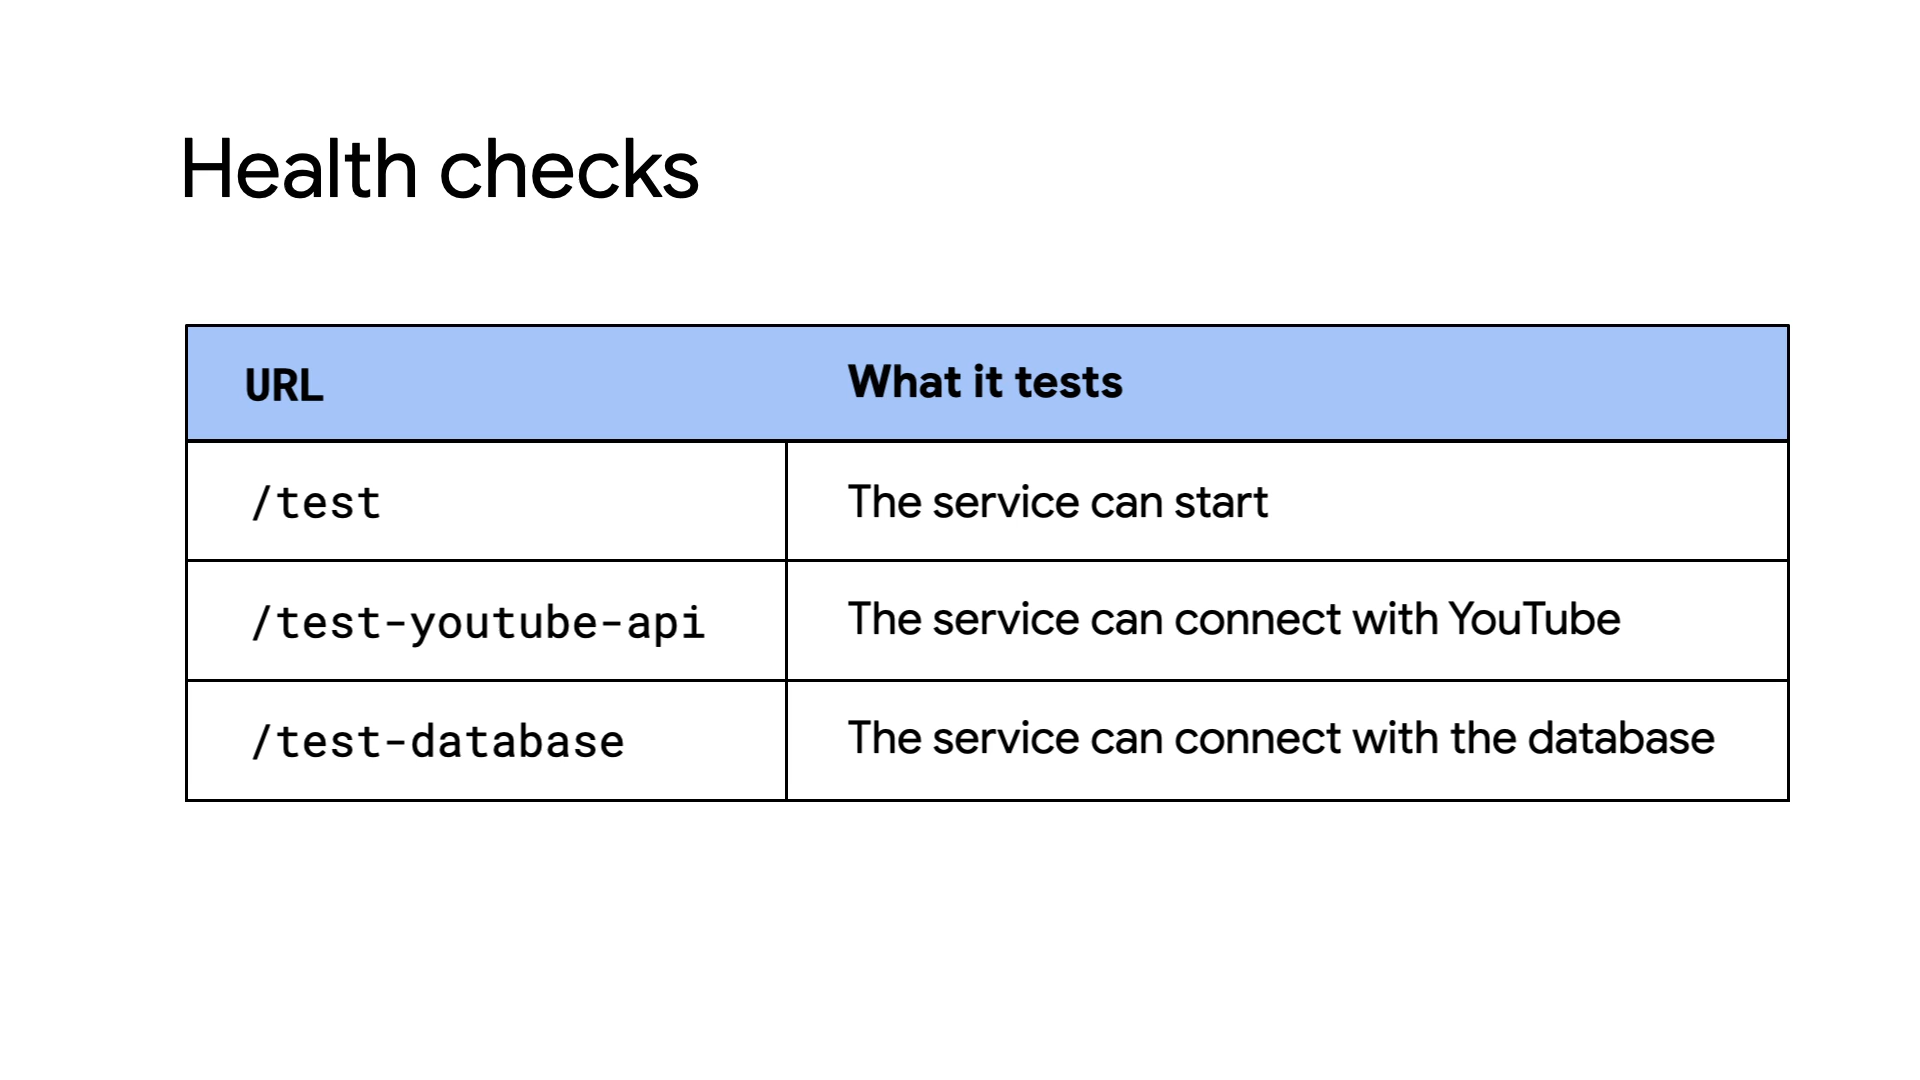 Health checks
URL What it tests
/test The service can start
/test-youtube-api The service can connect with YouTube
/test-database The service can connect with the database